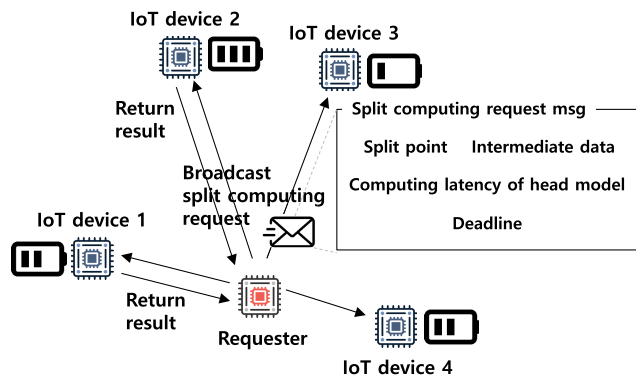 IoT device 2
IoT device 3
Return
result
Split computing request msg
Split point Intermediate data
Computing latency of head model
Deadline
Broadcast
split computing
request
IoT device 1
Return
result
Requester
IoT device 4